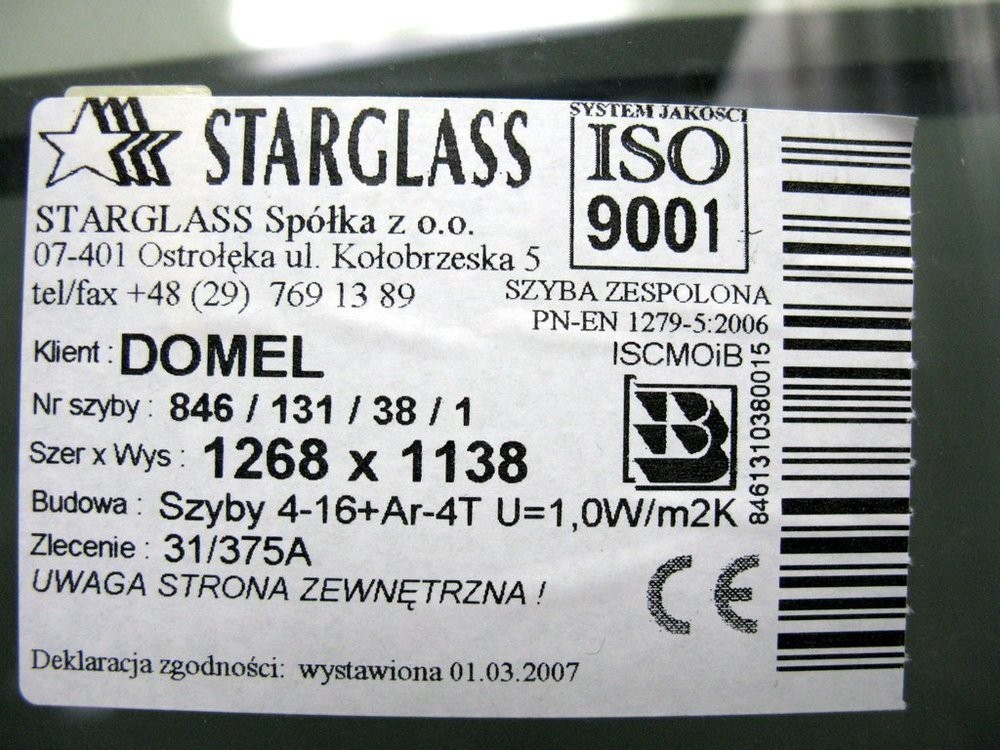 STARGLASS
SYSTEM JAKOŚCI
ISO
9001
STARGLASS Spółka z o.o.
07-401 Ostrołęka ul. Kołobrzeska 5
tel/fax +48 (29) 769 13 89
SZYBA ZESPOLONA
PN-EN 1279-5:2006
ISCMOiB
Klient : DOMEL
Nr szyby : 846 / 131 / 38 / 1
Szer x Wys : 1268 x 1138
B
Budowa : Szyby 4-16+Ar-4T U=1,0W/m2K
Zlecenie : 31/375A
UWAGA STRONA ZEWNĘTRZNA !
CE
Deklaracja zgodności: wystawiona 01.03.2007
8461310380015